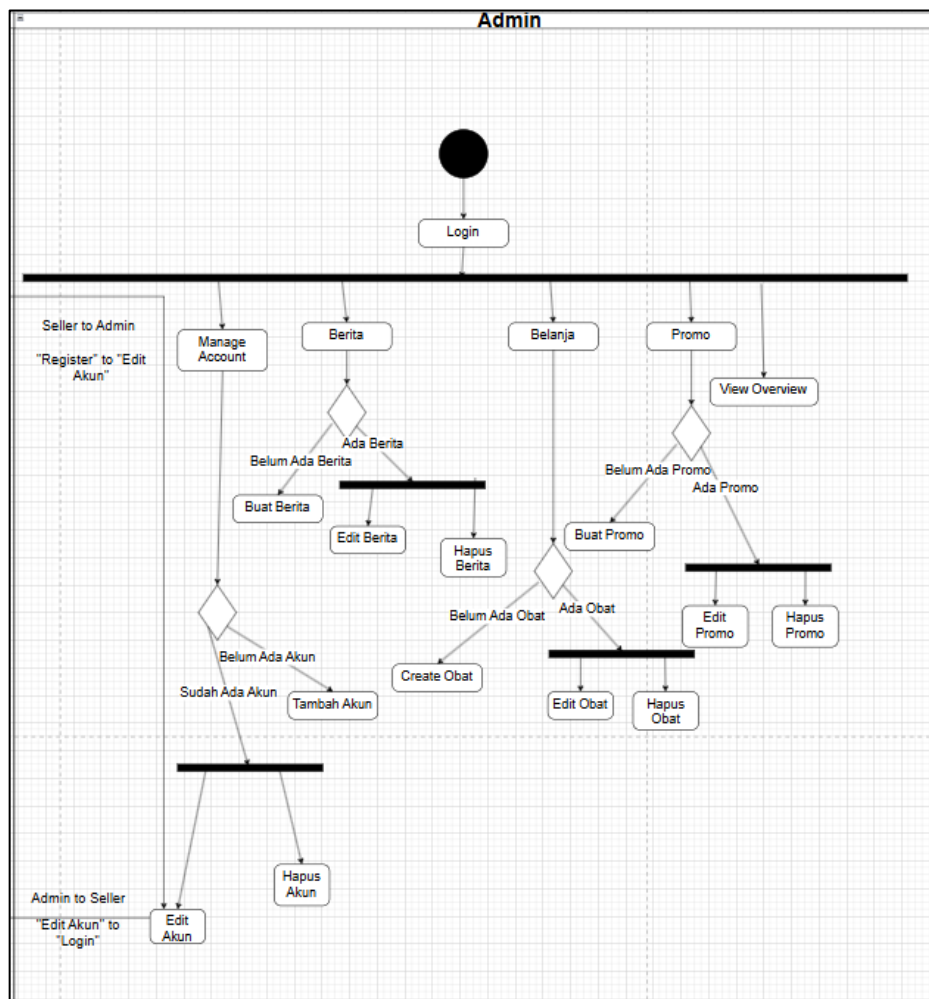 Admin
Login
Seller to Admin
"Register" to "Edit
Akun"
Manage
Account
Berita
Belanja
Promo
View Overview
Ada Berita
Belum Ada Berita
Buat Berita
Edit Berita
Hapus
Berita
Belum Ada Promo
Ada Promo
Buat Promo
Edit
Promo
Hapus
Promo
Belum Ada Obat
Ada Obat
Create Obat
Edit Obat
Hapus
Obat
Belum Ada Akun
Sudah Ada Akun
Tambah Akun
Hapus
Akun
Admin to Seller
"Edit Akun" to
"Login"
Edit
Akun